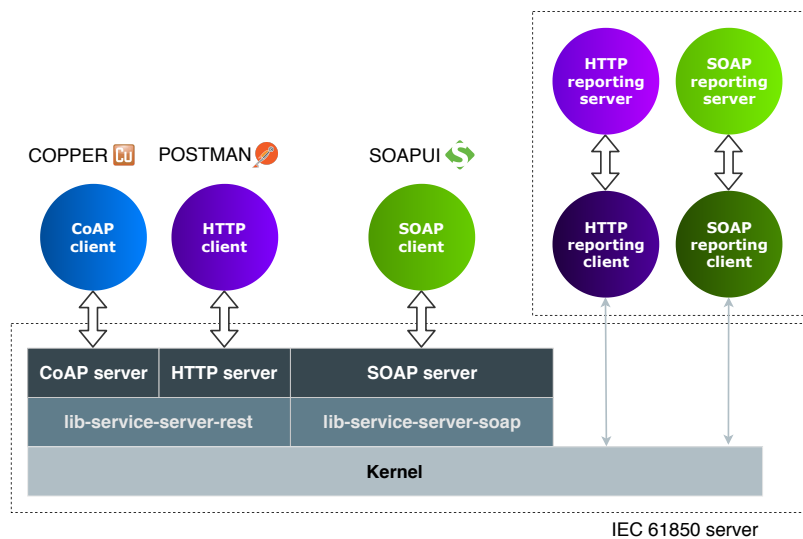 HTTP
reporting
server
SOAP
reporting
server
COPPER Cu
POSTMAN
SOAPUI S
CoAP
client
HTTP
client
SOAP
client
HTTP
reporting
client
SOAP
reporting
client
CoAP server
HTTP server
SOAP server
lib-service-server-rest
lib-service-server-soap
Kernel
IEC 61850 server